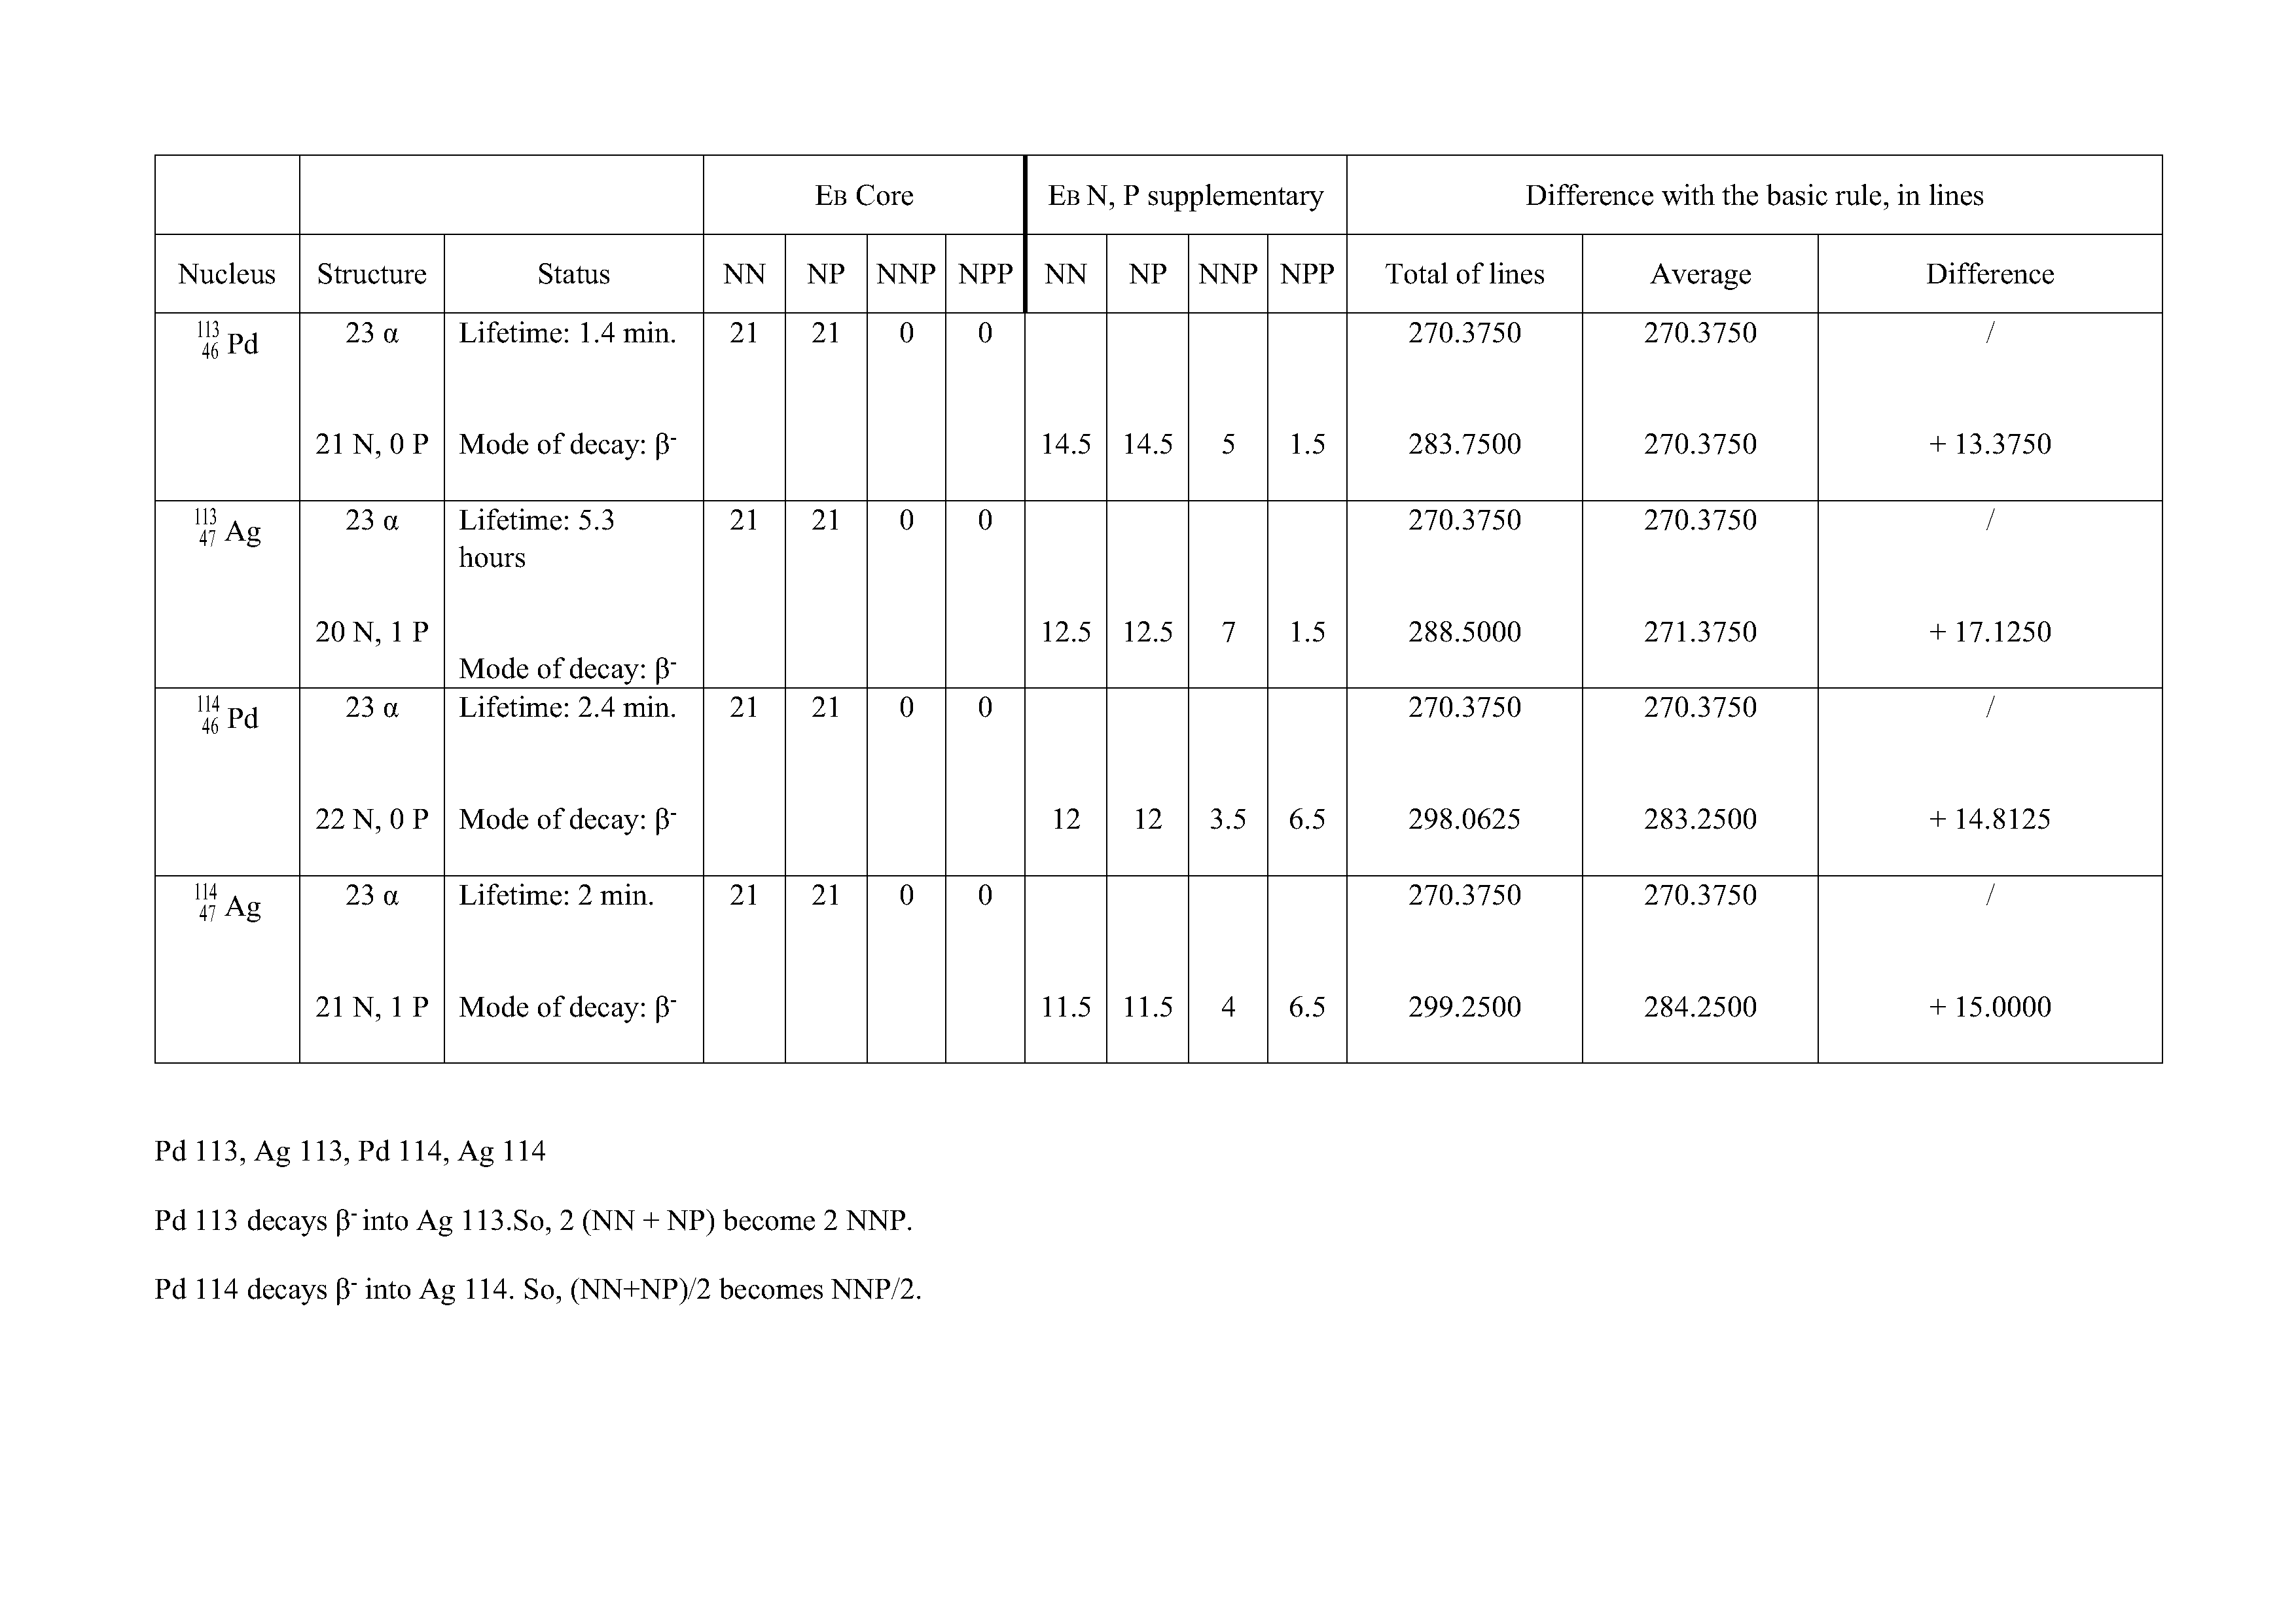 EB Core EB N, P supplementary Difference with the basic rule, in lines
Nucleus Structure Status NN NP NNP NPP NN NP NNP NPP Total of lines Average Difference
113 46 Pd 23 α Lifetime: 1.4 min. 21 21 0 0 270.3750 270.3750 /
21 N, 0 P Mode of decay: β- 14.5 14.5 5 1.5 283.7500 270.3750 + 13.3750
113 47 Ag 23 α Lifetime: 5.3 21 21 0 0 270.3750 270.3750 /
hours
20 N, 1 P 12.5 12.5 7 1.5 288.5000 271.3750 + 17.1250
Mode of decay: β-
114 46 Pd 23 α Lifetime: 2.4 min. 21 21 0 0 270.3750 270.3750 /
22 N, 0 P Mode of decay: β- 12 12 3.5 6.5 298.0625 283.2500 + 14.8125
114 47 Ag 23 α Lifetime: 2 min. 21 21 0 0 270.3750 270.3750 /
21 N, 1 P Mode of decay: β- 11.5 11.5 4 6.5 299.2500 284.2500 + 15.0000
Pd 113, Ag 113, Pd 114, Ag 114
Pd 113 decays β- into Ag 113.So, 2 (NN + NP) become 2 NNP.
Pd 114 decays β- into Ag 114. So, (NN+NP)/2 becomes NNP/2.